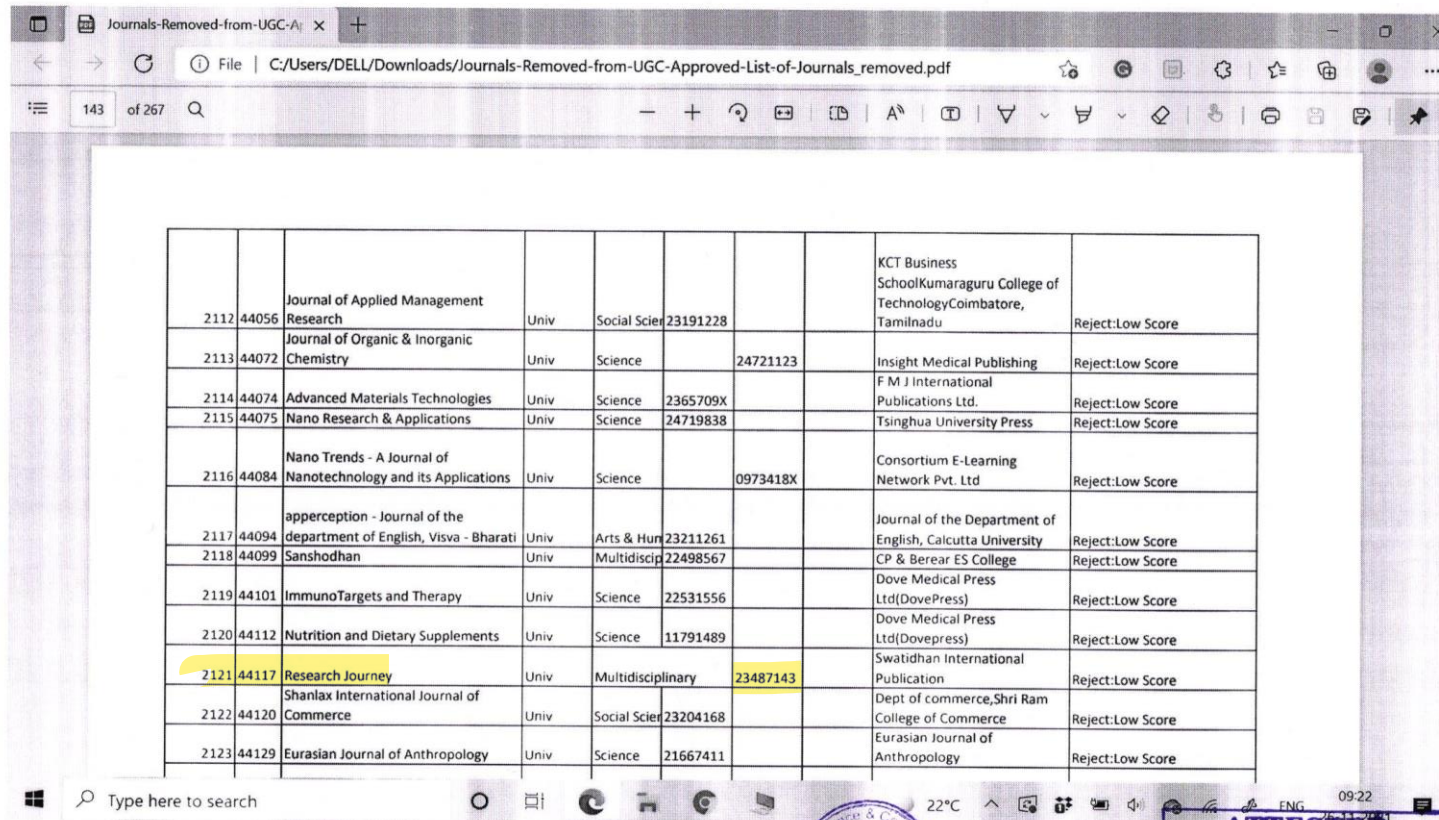 Journals-Removed-from-UGC-A
File | C:/Users/DELL/Downloads/Journals-Removed-from-UGC-Approved-List-of-Journals_removed.pdf
143 of 267
2112 44056 Journal of Applied Management Research Univ Social Scier 23191228 KCT Business SchoolKumaraguru College of TechnologyCoimbatore, Tamilnadu Reject:Low Score
2113 44072 Journal of Organic & Inorganic Chemistry Univ Science 24721123 Insight Medical Publishing Reject:Low Score
2114 44074 Advanced Materials Technologies Univ Science 2365709X F M J International Publications Ltd. Reject:Low Score
2115 44075 Nano Research & Applications Univ Science 24719838 Tsinghua University Press Reject:Low Score
2116 44084 Nano Trends - A Journal of Nanotechnology and its Applications Univ Science 0973418X Consortium E-Learning Network Pvt. Ltd Reject:Low Score
2117 44094 apperception - Journal of the department of English, Visva - Bharati Univ Arts & Hun 23211261 Journal of the Department of English, Calcutta University Reject:Low Score
2118 44099 Sanshodhan Univ Multidiscip 22498567 CP & Berear ES College Reject:Low Score
2119 44101 ImmunoTargets and Therapy Univ Science 22531556 Dove Medical Press Ltd(DovePress) Reject:Low Score
2120 44112 Nutrition and Dietary Supplements Univ Science 11791489 Dove Medical Press Ltd(Dovepress) Reject:Low Score
2121 44117 Research Journey Univ Multidisciplinary 23487143 Swatidhan International Publication Reject:Low Score
2122 44120 Shanlax International Journal of Commerce Univ Social Scier 23204168 Dept of commerce,Shri Ram College of Commerce Reject:Low Score
2123 44129 Eurasian Journal of Anthropology Univ Science 21667411 Eurasian Journal of Anthropology Reject:Low Score
Type here to search 22°C ENG 09:22